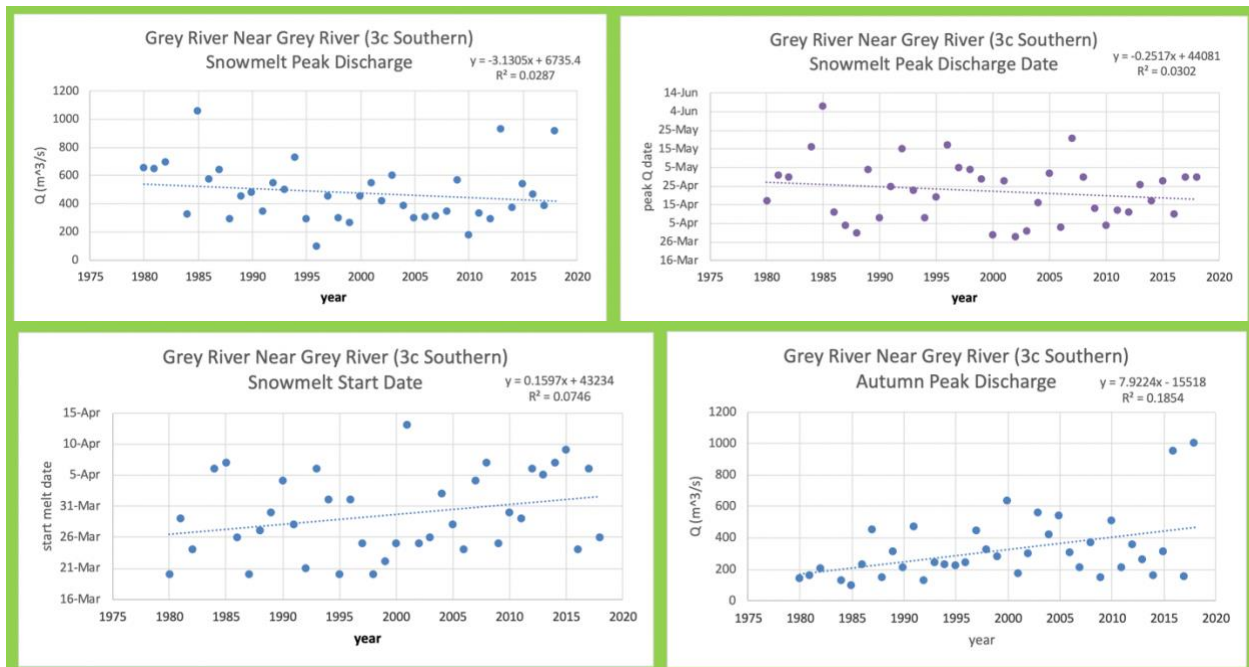 Grey River Near Grey River (3c Southern)
Snowmelt Peak Discharge
y = -3.1305x + 6735.4
R² = 0.0287
1200
1000
800
600
400
200
0
Q (m^3/s)
1975 1980 1985 1990 1995 2000 2005 2010 2015 2020
year
Grey River Near Grey River (3c Southern)
Snowmelt Peak Discharge Date
y = -0.2517x + 44081
R² = 0.0302
14-Jun
4-Jun
25-May
15-May
5-May
25-Apr
15-Apr
5-Apr
26-Mar
16-Mar
peak Q date
1975 1980 1985 1990 1995 2000 2005 2010 2015 2020
year
Grey River Near Grey River (3c Southern)
Snowmelt Start Date
y = 0.1597x + 43234
R² = 0.0746
15-Apr
10-Apr
5-Apr
31-Mar
26-Mar
21-Mar
16-Mar
start melt date
1975 1980 1985 1990 1995 2000 2005 2010 2015 2020
year
Grey River Near Grey River (3c Southern)
Autumn Peak Discharge
y = 7.9224x - 15518
R² = 0.1854
1200
1000
800
600
400
200
0
Q (m^3/s)
1975 1980 1985 1990 1995 2000 2005 2010 2015 2020
year